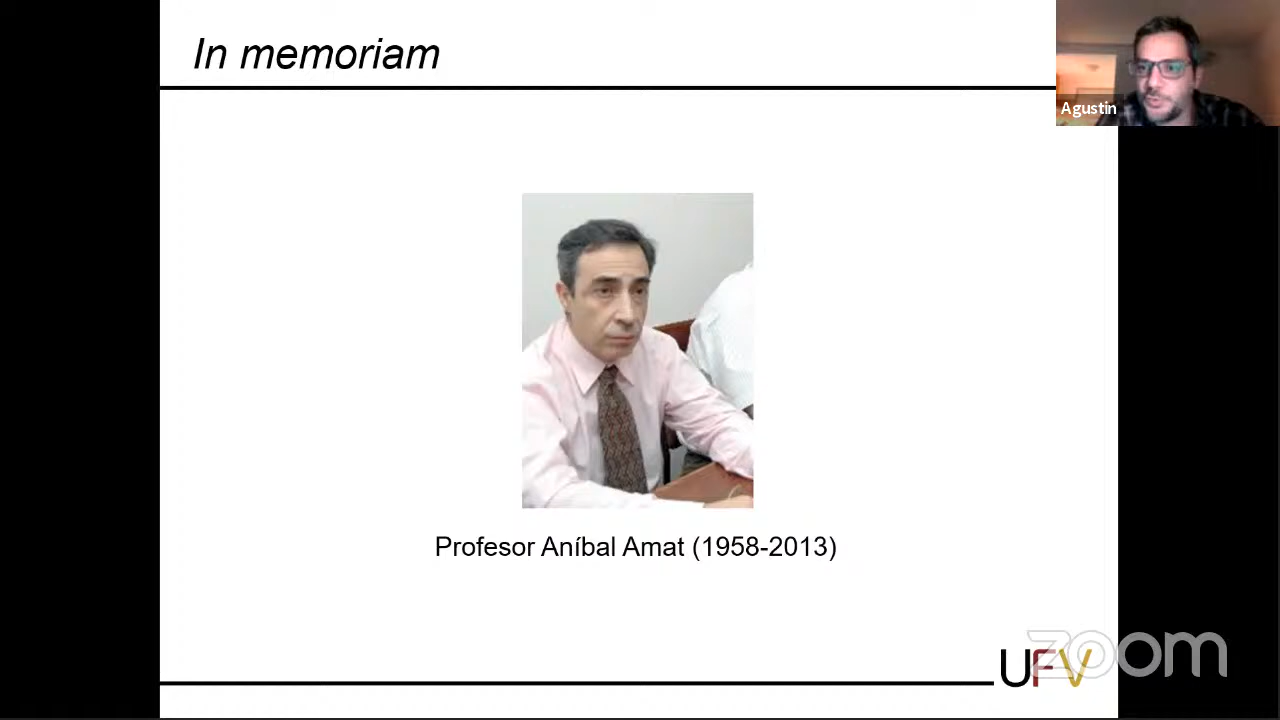 In memoriam
Agustin
Profesor Aníbal Amat (1958-2013)
UFV
zoom